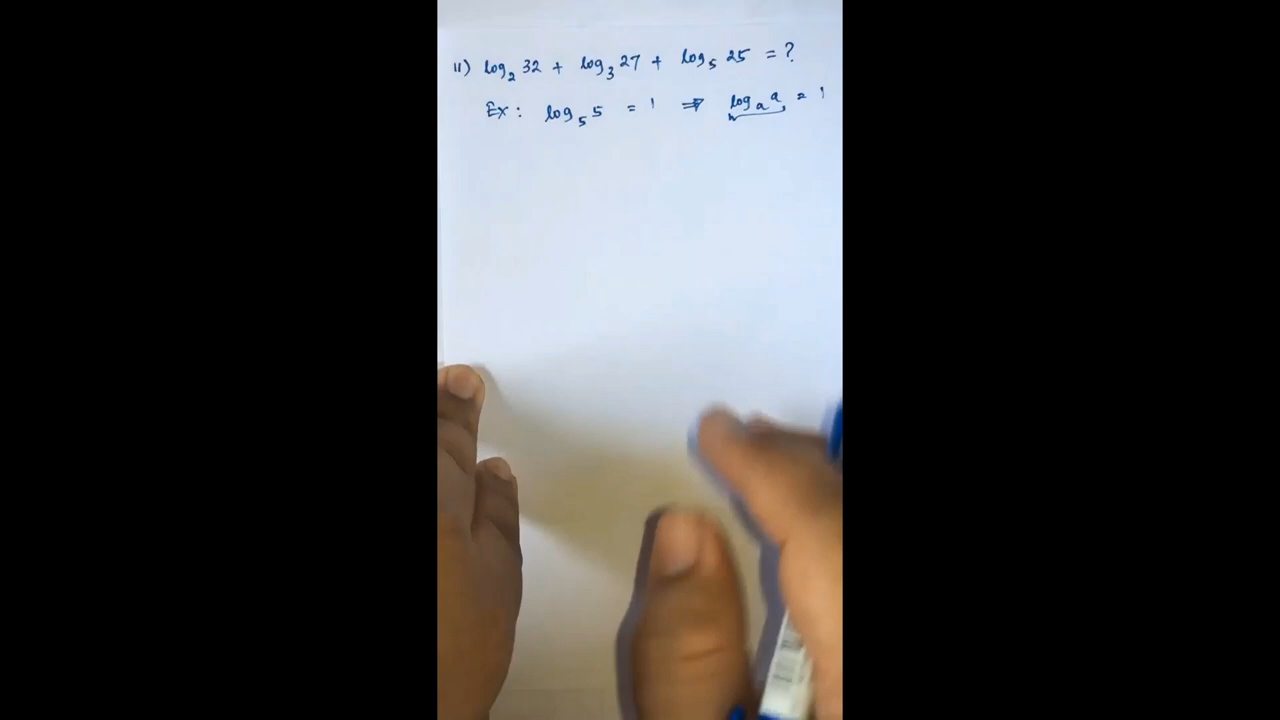 11) log₂ 32 + log₃ 27 + log₅ 25 = ?
Ex : log₅ 5 = 1 ⇒ logₐ a = 1